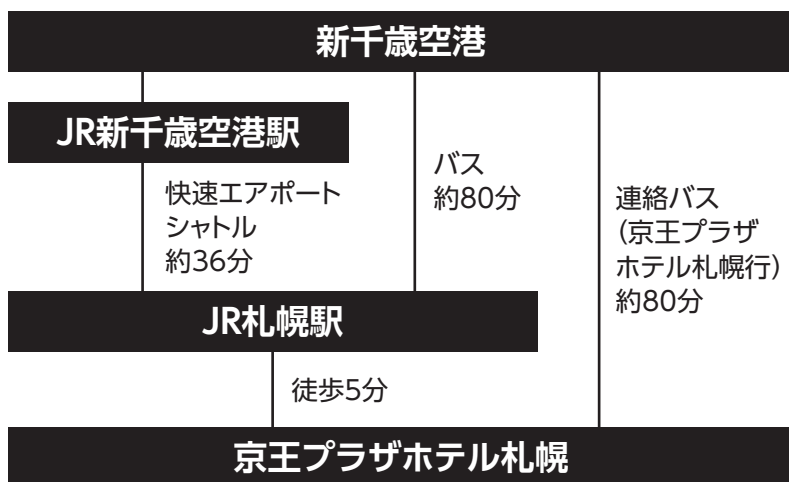 新千歳空港
JR新千歳空港駅
快速エアポート
シャトル
約36分
バス
約80分
連絡バス
（京王プラザ
ホテル札幌行）
約80分
JR札幌駅
徒歩5分
京王プラザホテル札幌